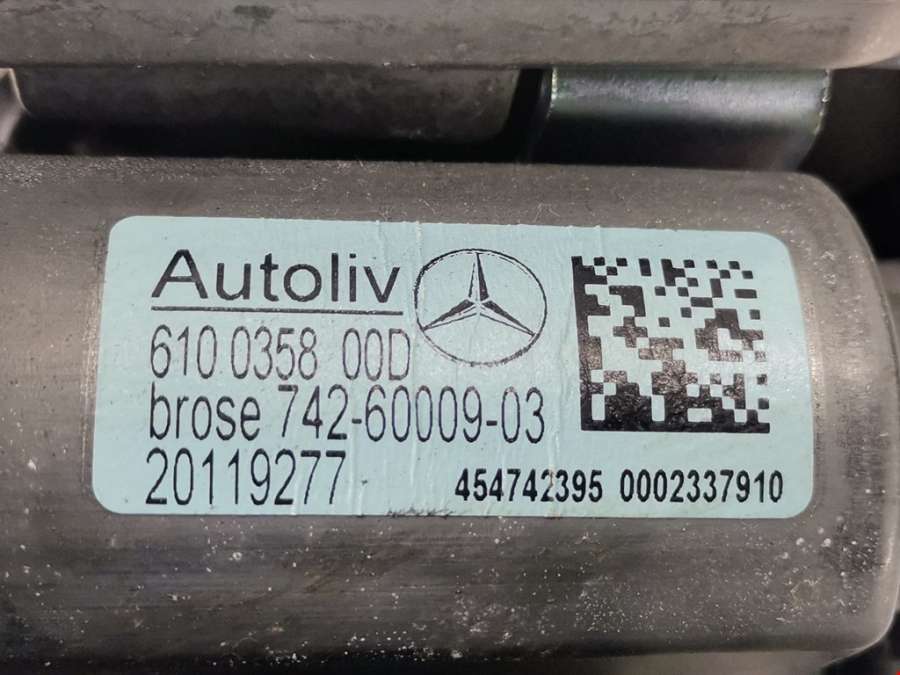 Autoliv
610 0358 00D
brose 742-60009-03
20119277
454742395 0002337910